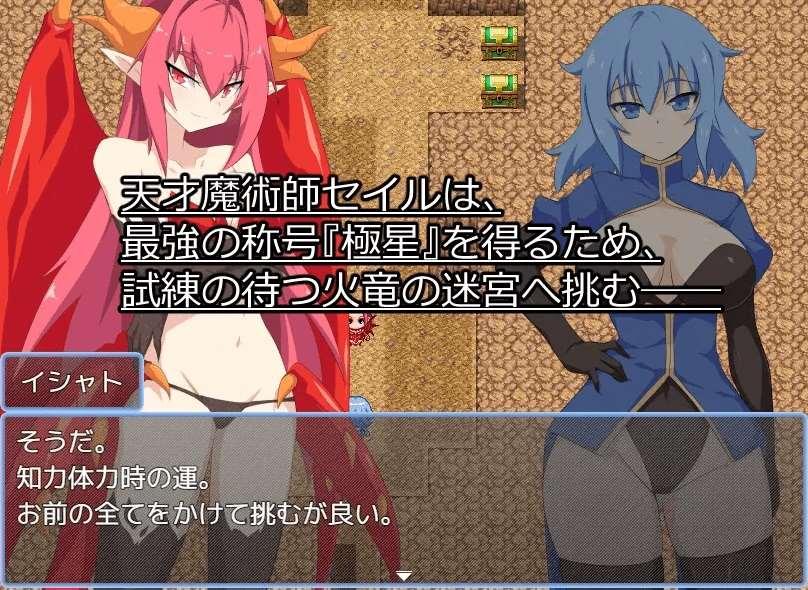 天才魔術師セイルは、
最強の称号『極星』を得るため、
試練の待つ火竜の迷宮へ挑む――
イシャト
そうだ。
知力体力時の運。
お前の全てをかけて挑むが良い。